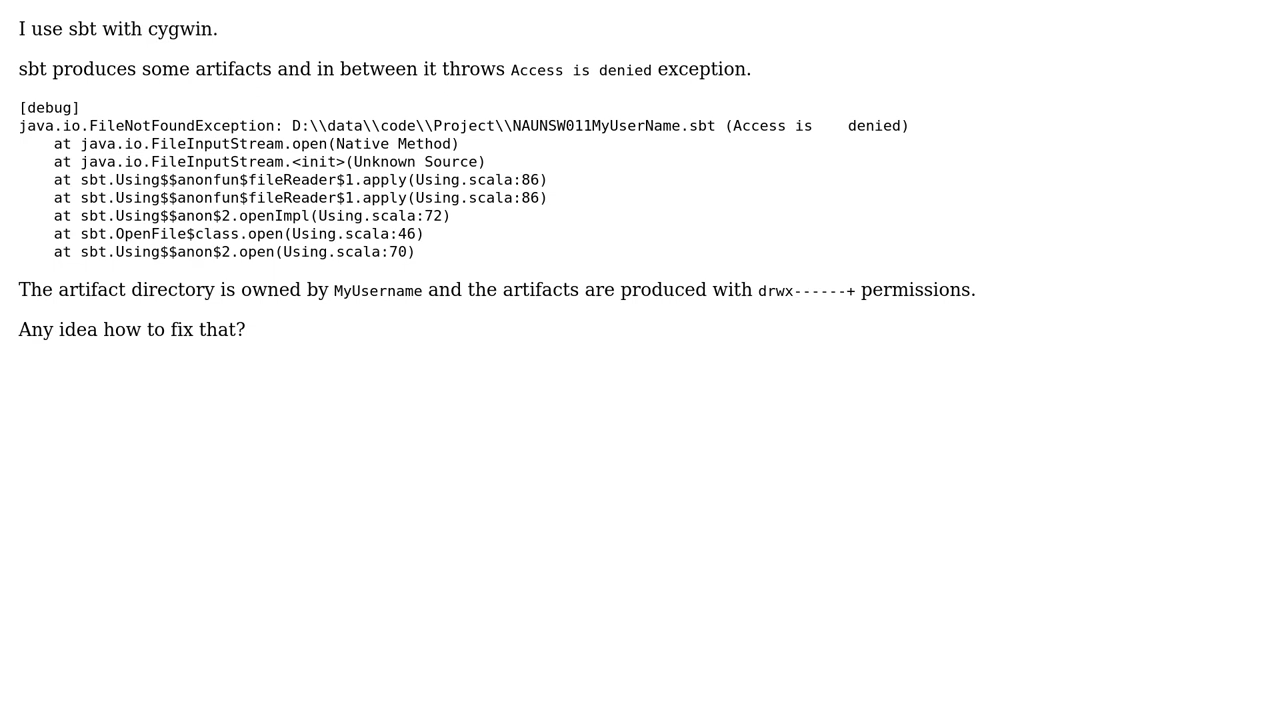 I use sbt with cygwin.
sbt produces some artifacts and in between it throws Access is denied exception.
[debug]
java.io.FileNotFoundException: D:\\data\\code\\Project\\NAUNSW011MyUserName.sbt (Access is    denied)
    at java.io.FileInputStream.open(Native Method)
    at java.io.FileInputStream.<init>(Unknown Source)
    at sbt.Using$$anonfun$fileReader$1.apply(Using.scala:86)
    at sbt.Using$$anonfun$fileReader$1.apply(Using.scala:86)
    at sbt.Using$$anon$2.openImpl(Using.scala:72)
    at sbt.OpenFile$class.open(Using.scala:46)
    at sbt.Using$$anon$2.open(Using.scala:70)
The artifact directory is owned by MyUsername and the artifacts are produced with drwx------+ permissions.
Any idea how to fix that?